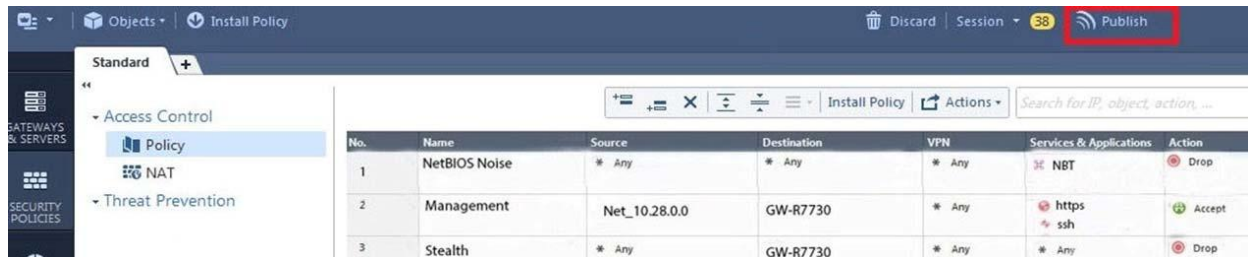 Objects Install Policy Discard Session 38 Publish
Standard +
Access Control
Policy
NAT
Threat Prevention
GATEWAYS
& SERVERS
SECURITY
POLICIES
Install Policy Actions Search for IP, object, action, ...
No. Name Source Destination VPN Services & Applications Action
1 NetBIOS Noise * Any * Any * Any NBT Drop
2 Management Net_10.28.0.0 GW-R7730 * Any https Accept
ssh
3 Stealth * Any GW-R7730 * Any * Any Drop